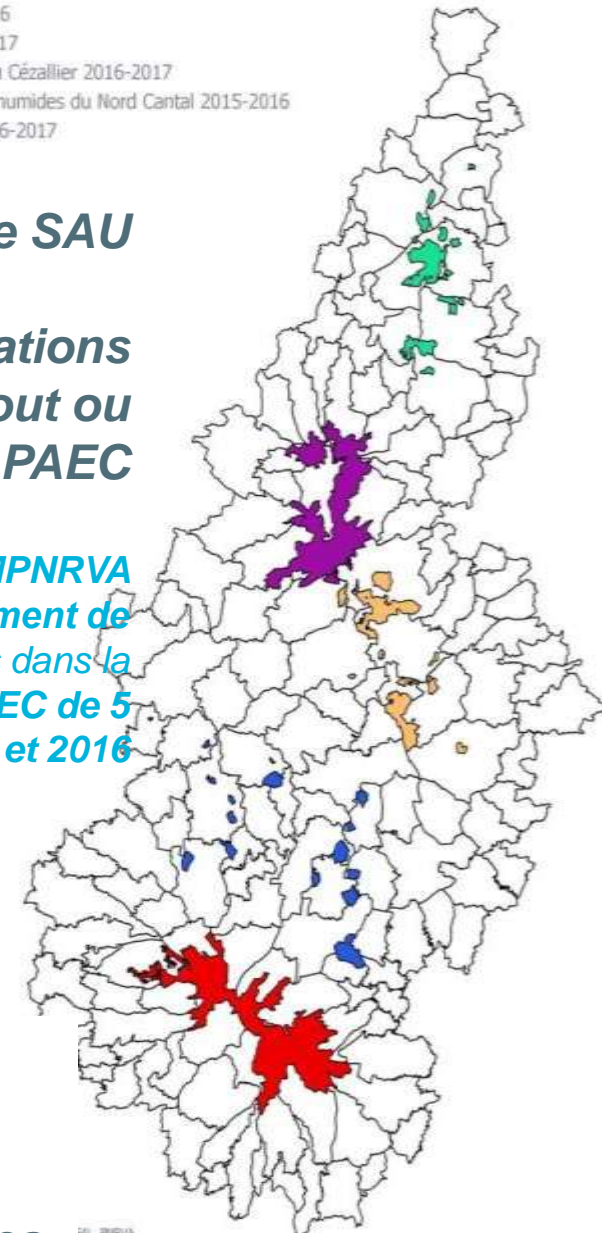 6
17
Cézallier 2016-2017
humides du Nord Cantal 2015-2016
6-2017
e SAU
ations
out ou
PAEC
MPNRVA
ment de
s dans la
EC de 5
et 2016